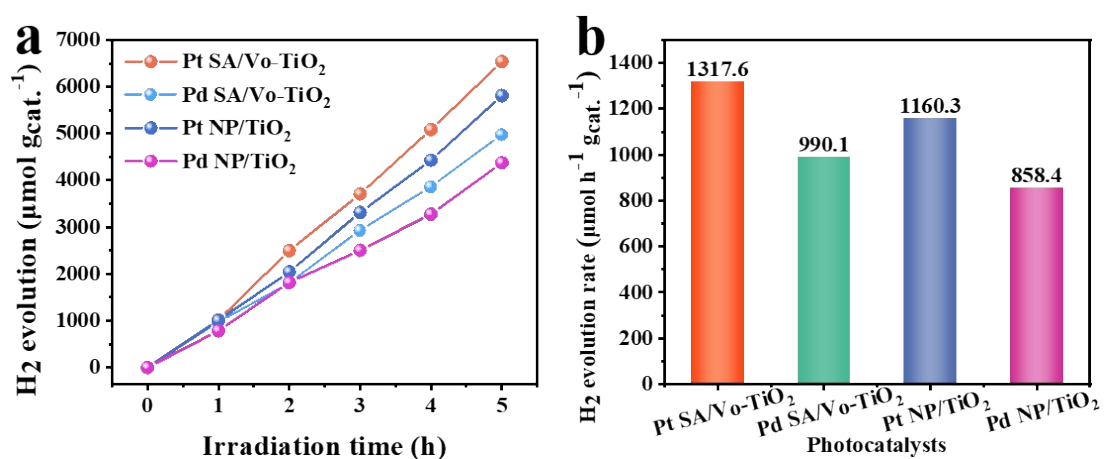 a
H2 evolution (μmol gcat.-1)
7000
6000
5000
4000
3000
2000
1000
0
Pt SA/Vo-TiO2
Pd SA/Vo-TiO2
Pt NP/TiO2
Pd NP/TiO2
0 1 2 3 4 5
Irradiation time (h)
b
H2 evolution rate (μmol h-1 gcat.-1)
1400
1200
1000
800
600
400
200
0
1317.6
990.1
1160.3
858.4
Pt SA/Vo-TiO2
Pd SA/Vo-TiO2
Pt NP/TiO2
Pd NP/TiO2
Photocatalysts